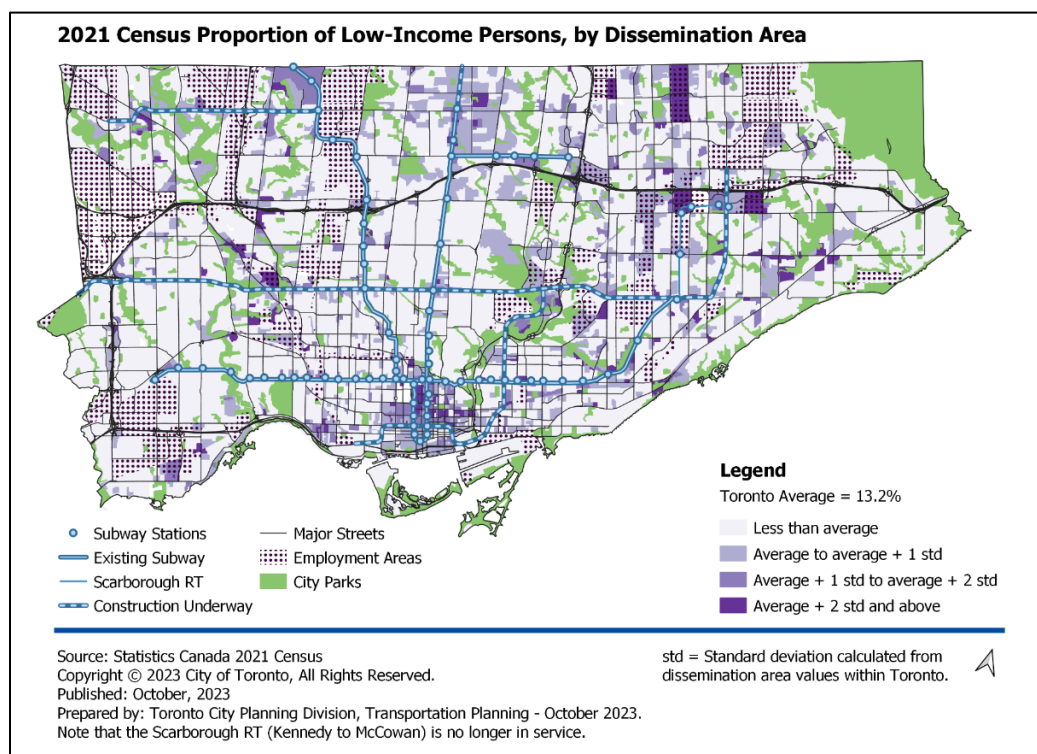 2021 Census Proportion of Low-Income Persons, by Dissemination Area
Legend
Toronto Average = 13.2%
Less than average
Average to average + 1 std
Average + 1 std to average + 2 std
Average + 2 std and above
Subway Stations
Existing Subway
Scarborough RT
Construction Underway
Major Streets
Employment Areas
City Parks
Source: Statistics Canada 2021 Census
Copyright © 2023 City of Toronto, All Rights Reserved.
Published: October, 2023
Prepared by: Toronto City Planning Division, Transportation Planning - October 2023.
Note that the Scarborough RT (Kennedy to McCowan) is no longer in service.
std = Standard deviation calculated from
dissemination area values within Toronto.